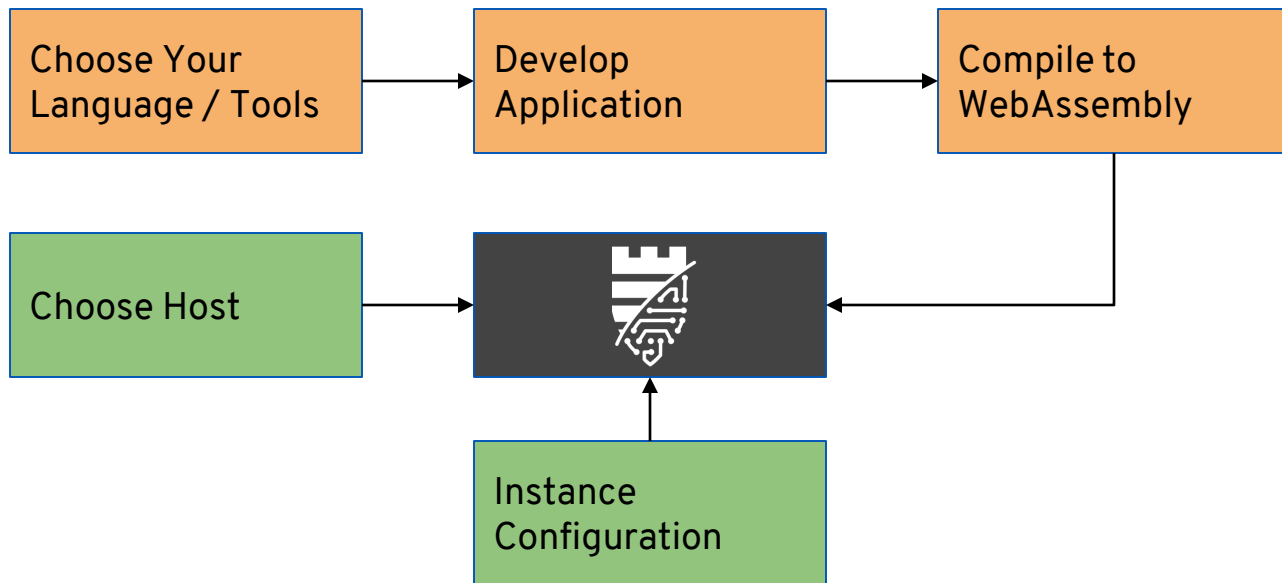 Choose Your
Language / Tools
Develop
Application
Compile to
WebAssembly
Choose Host
Instance
Configuration